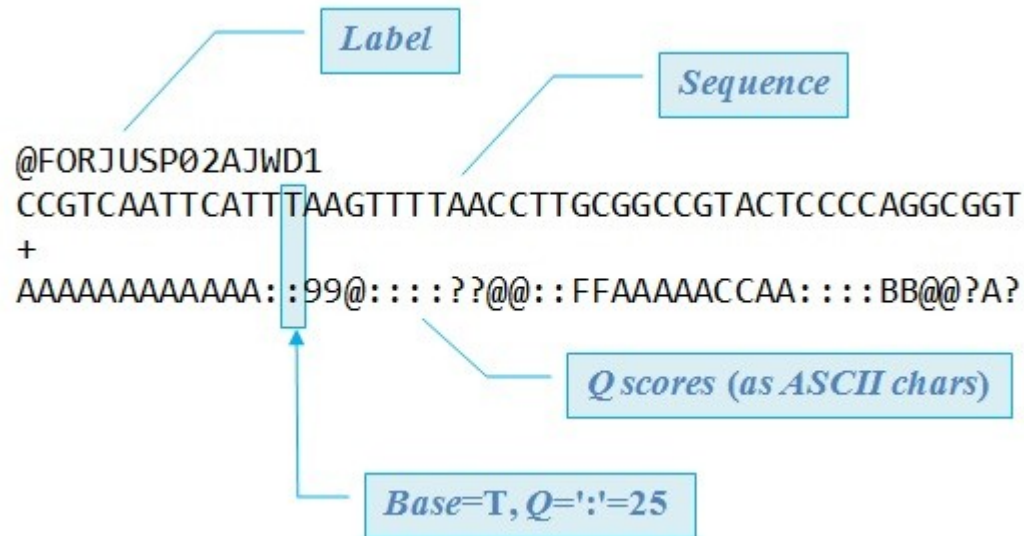 Label
Sequence
@FORJUSP02AJWD1
CCGTCAATTCATTTAAGTTTTAACCTTGCGGCCGTACTCCCCAGGCGGT
+
AAAAAAAAAAAA::99@::::??@@::FFAAAAACCAA::::BB@@?A?
Q scores (as ASCII chars)
Base=T, Q=':'=25